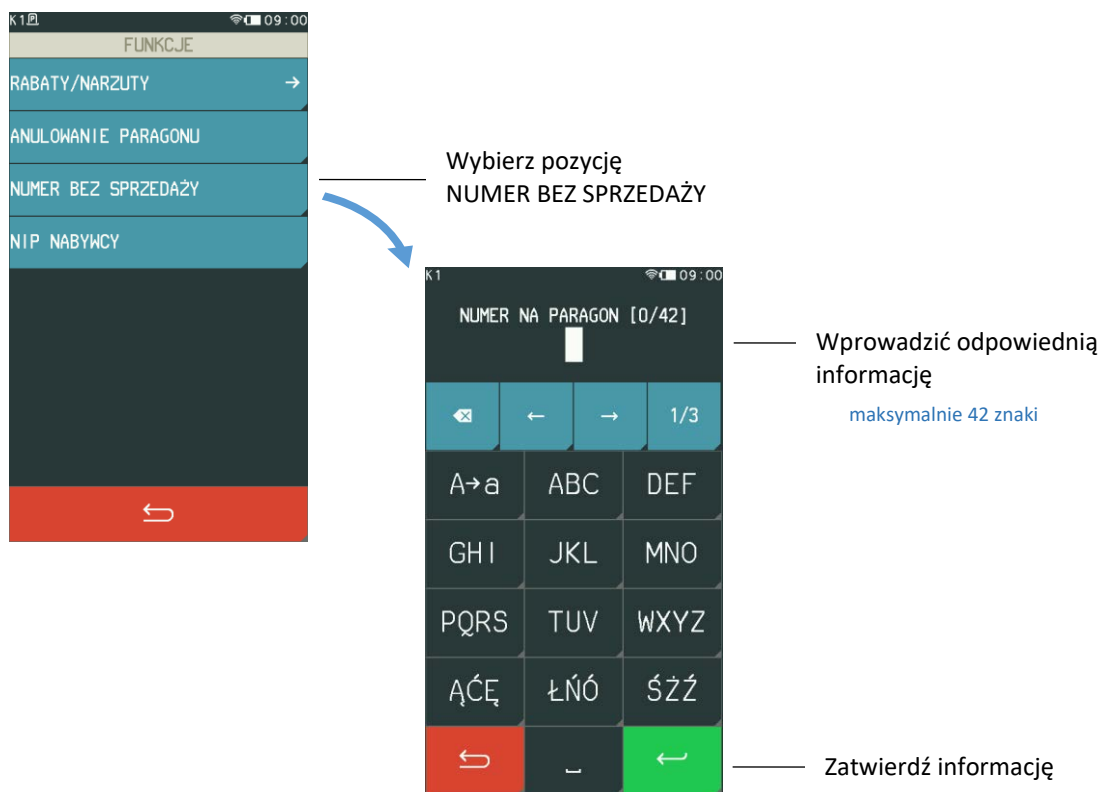 K1 09:00
FUNKCJE
RABATY/NARZUTY →
ANULOWANIE PARAGONU
NUMER BEZ SPRZEDAŻY
NIP NABYWCY
Wybierz pozycję
NUMER BEZ SPRZEDAŻY
K1 09:00
NUMER NA PARAGON [0/42]
Wprowadzić odpowiednią
informację
maksymalnie 42 znaki
← → 1/3
A→a ABC DEF
GHI JKL MNO
PQRS TUV WXYZ
ĄĆĘ ŁŃÓ ŚŻŹ
Zatwierdź informację